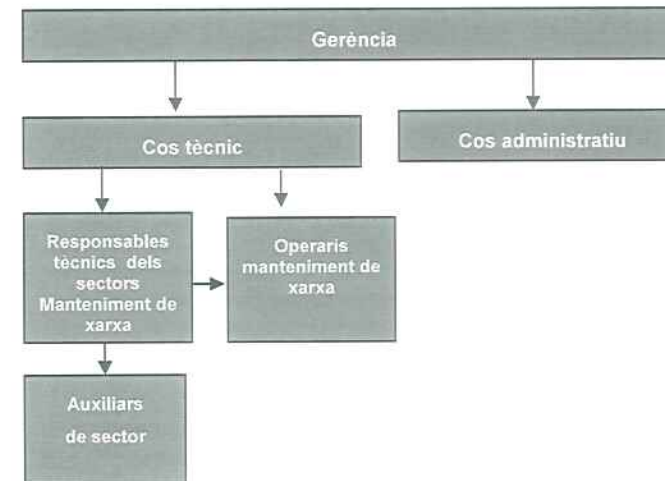 Gerència
Cos tècnic
Cos administratiu
Responsables
tècnics dels
sectors
Manteniment de
xarxa
Operaris
manteniment de
xarxa
Auxiliars
de sector